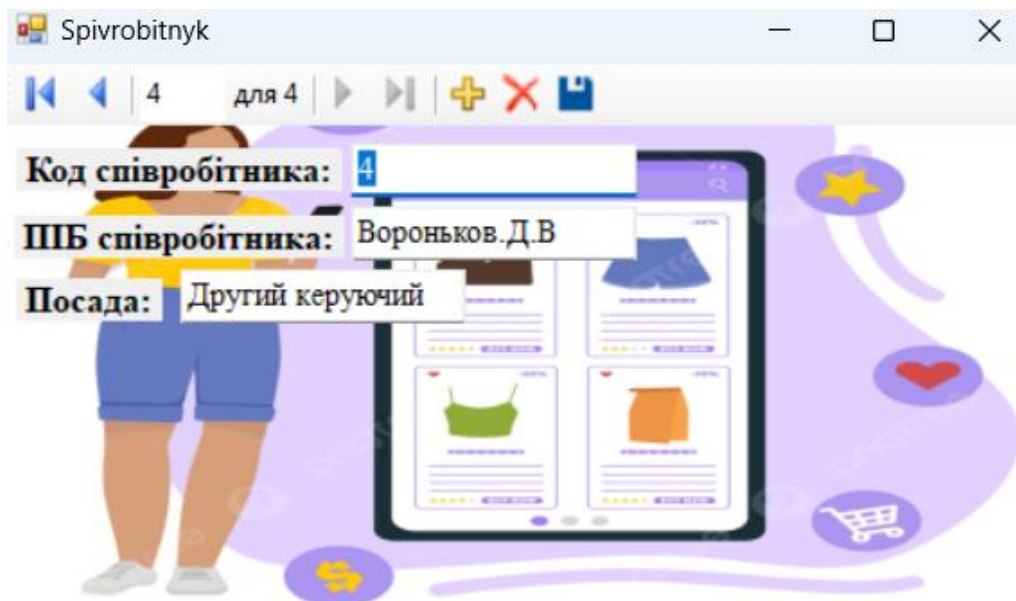 Spivrobitnyk
4 для 4
Код співробітника: 4
ПІБ співробітника: Вороньков.Д.В
Посада: Другий керуючий